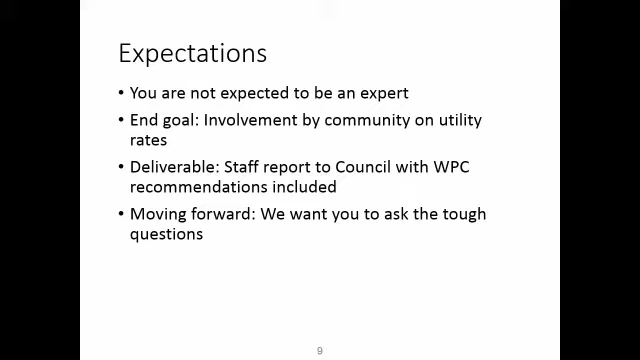 Expectations
• You are not expected to be an expert
• End goal: Involvement by community on utility
rates
• Deliverable: Staff report to Council with WPC
recommendations included
• Moving forward: We want you to ask the tough
questions
9